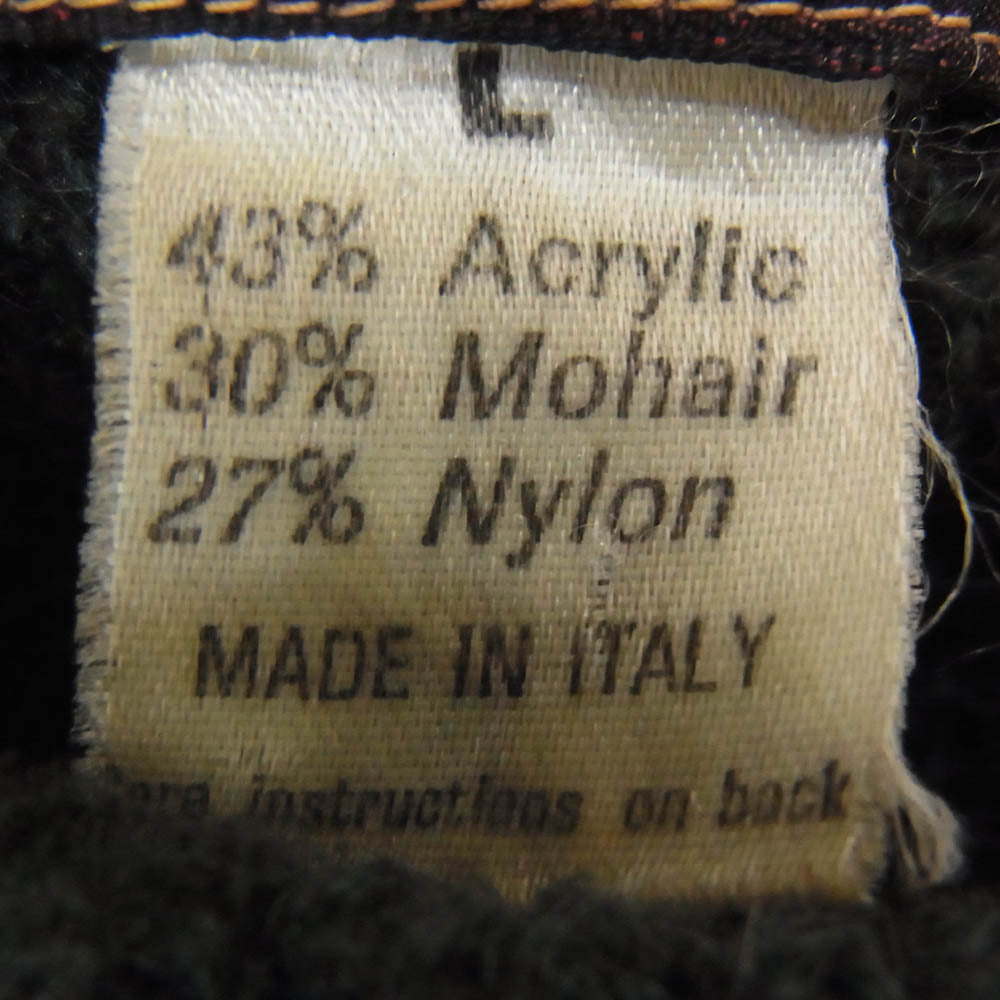 L
43% Acrylic
30% Mohair
27% Nylon
MADE IN ITALY
instructions on back